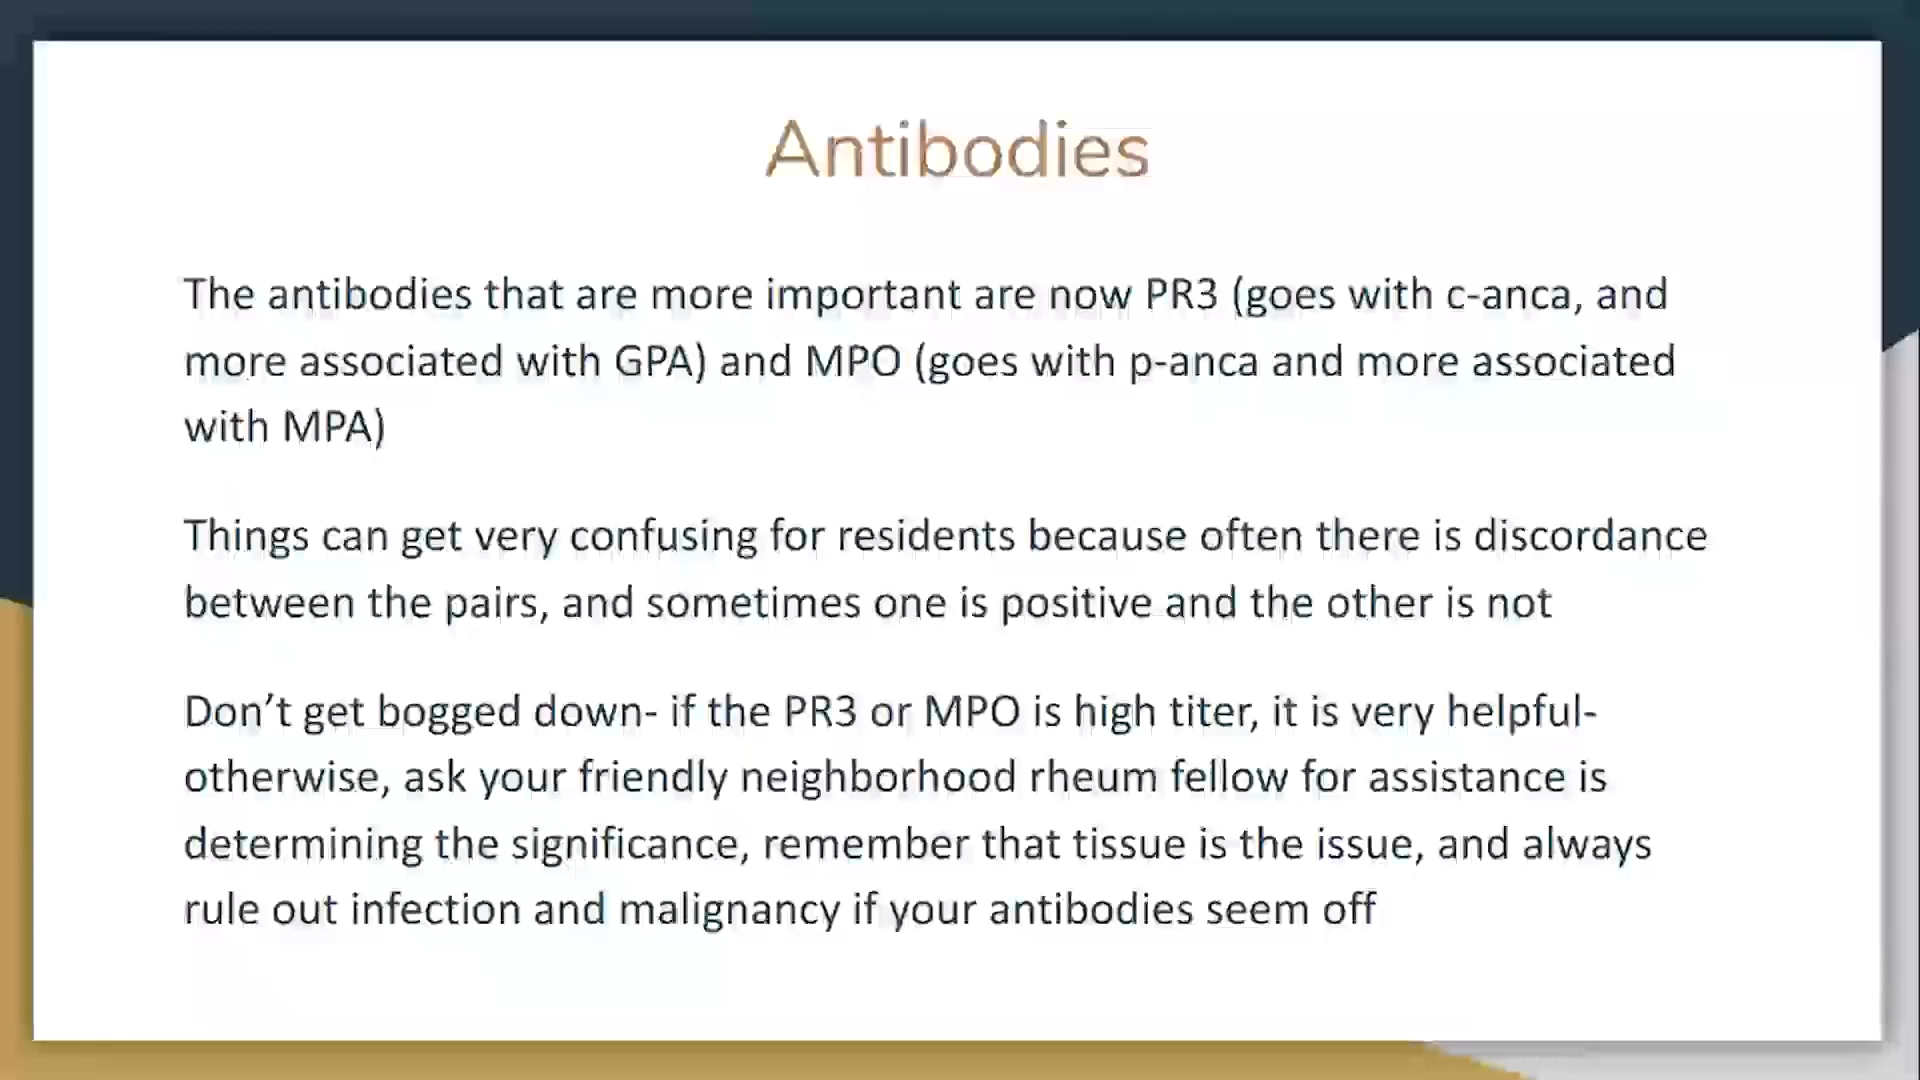 Antibodies
The antibodies that are more important are now PR3 (goes with c-anca, and
more associated with GPA) and MPO (goes with p-anca and more associated
with MPA)
Things can get very confusing for residents because often there is discordance
between the pairs, and sometimes one is positive and the other is not
Don’t get bogged down- if the PR3 or MPO is high titer, it is very helpful-
otherwise, ask your friendly neighborhood rheum fellow for assistance is
determining the significance, remember that tissue is the issue, and always
rule out infection and malignancy if your antibodies seem off